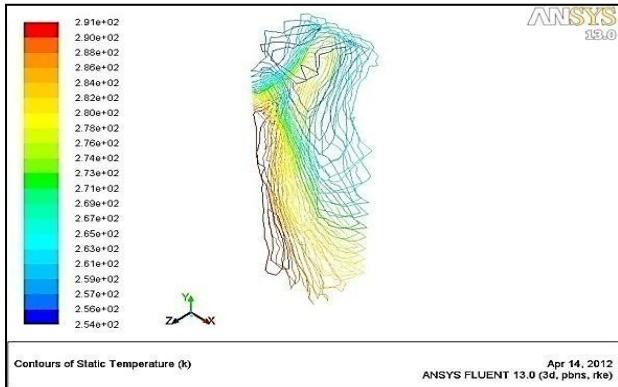 ANSYS
13.0
2.91e+02
2.90e+02
2.88e+02
2.86e+02
2.84e+02
2.82e+02
2.80e+02
2.78e+02
2.76e+02
2.74e+02
2.73e+02
2.71e+02
2.69e+02
2.67e+02
2.65e+02
2.63e+02
2.61e+02
2.59e+02
2.57e+02
2.56e+02
2.54e+02
Y
Z X
Contours of Static Temperature (k)
Apr 14, 2012
ANSYS FLUENT 13.0 (3d, pbns, rke)